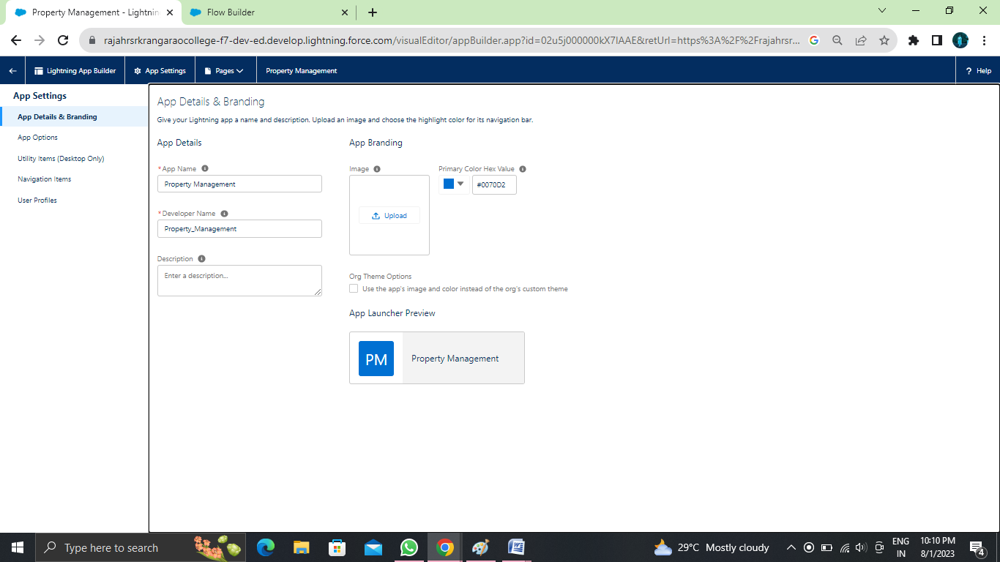 Property Management - Lightnin
Flow Builder
rajahrsrkrangaraocollege-f7-dev-ed.develop.lightning.force.com/visualEditor/appBuilder.app?id=02u5j000000kX7IAAE&retUrl=https%3A%2F%2Frajahrsr...
Lightning App Builder
App Settings
Pages
Property Management
? Help
App Settings
App Details & Branding
App Options
Utility Items (Desktop Only)
Navigation Items
User Profiles
App Details & Branding
Give your Lightning app a name and description. Upload an image and choose the highlight color for its navigation bar.
App Details
*App Name
Property Management
*Developer Name
Property_Management
Description
Enter a description...
App Branding
Image
Upload
Primary Color Hex Value
#0070D2
Org Theme Options
Use the app's image and color instead of the org's custom theme
App Launcher Preview
PM
Property Management
Type here to search
29°C Mostly cloudy
ENG
IN
10:10 PM
8/1/2023
4